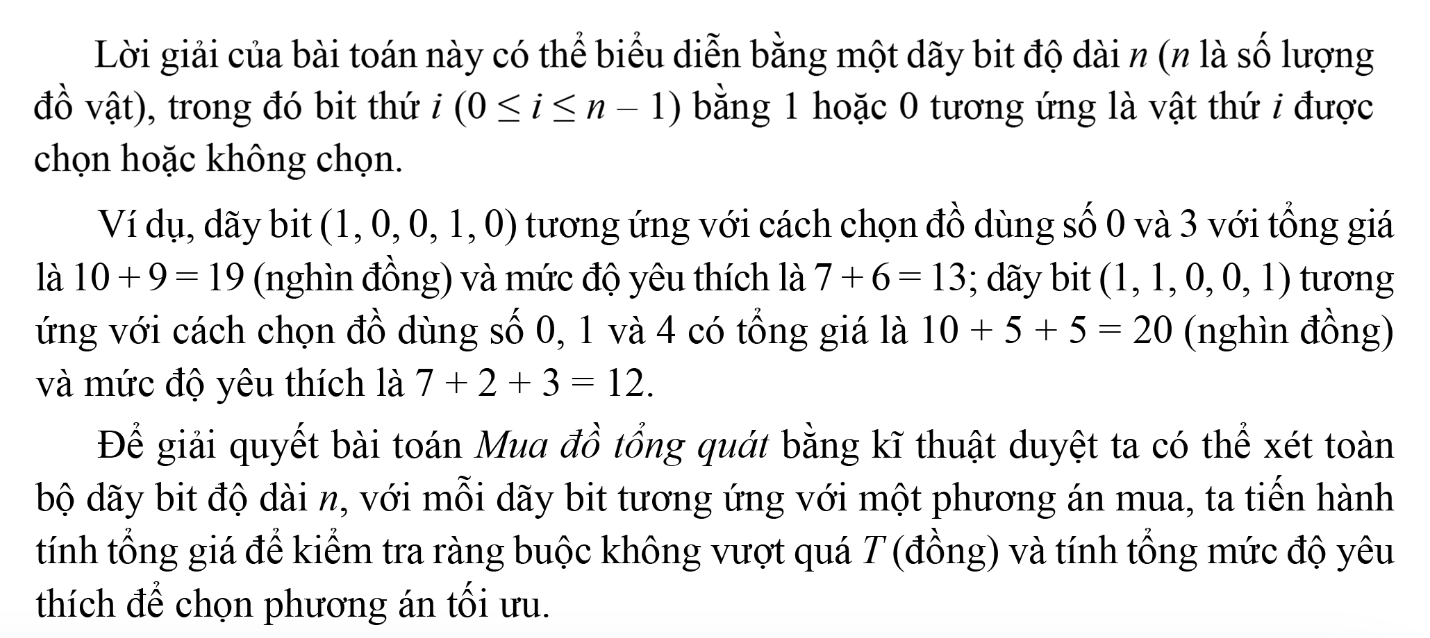 Lời giải của bài toán này có thể biểu diễn bằng một dãy bit độ dài n (n là số lượng
đồ vật), trong đó bit thứ i (0 ≤ i ≤ n – 1) bằng 1 hoặc 0 tương ứng là vật thứ i được
chọn hoặc không chọn.
Ví dụ, dãy bit (1, 0, 0, 1, 0) tương ứng với cách chọn đồ dùng số 0 và 3 với tổng giá
là 10 + 9 = 19 (nghìn đồng) và mức độ yêu thích là 7 + 6 = 13; dãy bit (1, 1, 0, 0, 1) tương
ứng với cách chọn đồ dùng số 0, 1 và 4 có tổng giá là 10 + 5 + 5 = 20 (nghìn đồng)
và mức độ yêu thích là 7 + 2 + 3 = 12.
Để giải quyết bài toán Mua đồ tổng quát bằng kĩ thuật duyệt ta có thể xét toàn
bộ dãy bit độ dài n, với mỗi dãy bit tương ứng với một phương án mua, ta tiến hành
tính tổng giá để kiểm tra ràng buộc không vượt quá T (đồng) và tính tổng mức độ yêu
thích để chọn phương án tối ưu.